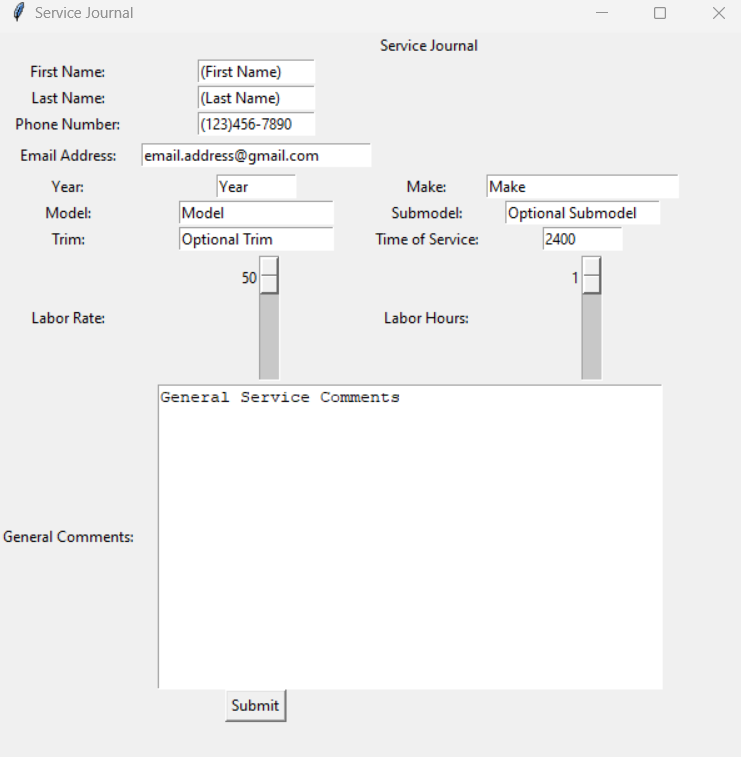 Service Journal
Service Journal
First Name: (First Name)
Last Name: (Last Name)
Phone Number: (123)456-7890
Email Address: email.address@gmail.com
Year: Year Make: Make
Model: Model Submodel: Optional Submodel
Trim: Optional Trim Time of Service: 2400
50 1
Labor Rate: Labor Hours:
General Service Comments
General Comments:
Submit